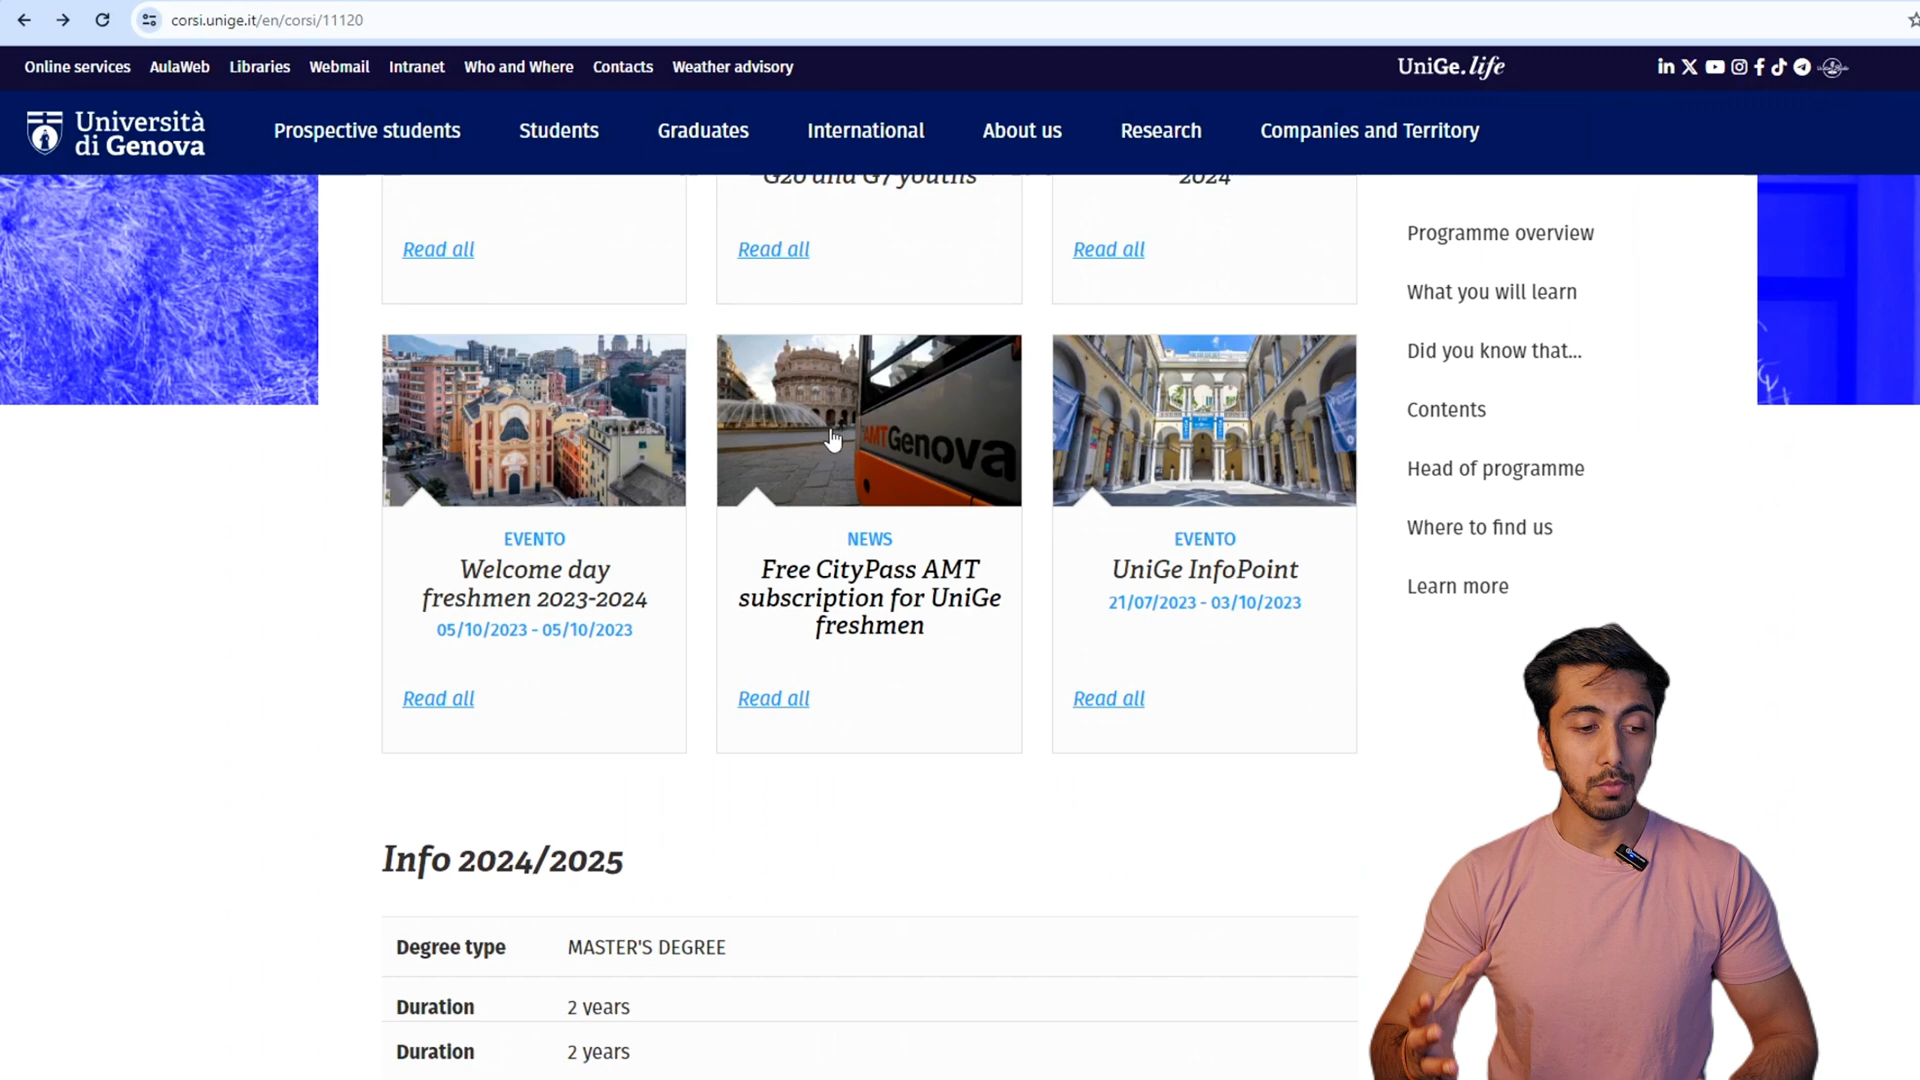 corsi.unige.it/en/corsi/11120
Online services AulaWeb Libraries Webmail Intranet Who and Where Contacts Weather advisory UniGe.life
Università
di Genova
Prospective students Students Graduates International About us Research Companies and Territory
G20 and G7 youths
2024
Read all
Read all
Read all
AMTGenova
EVENTO
Welcome day
freshmen 2023-2024
05/10/2023 - 05/10/2023
Read all
NEWS
Free CityPass AMT
subscription for UniGe
freshmen
Read all
EVENTO
UniGe InfoPoint
21/07/2023 - 03/10/2023
Read all
Programme overview
What you will learn
Did you know that...
Contents
Head of programme
Where to find us
Learn more
Info 2024/2025
Degree type MASTER'S DEGREE
Duration 2 years
Duration 2 years